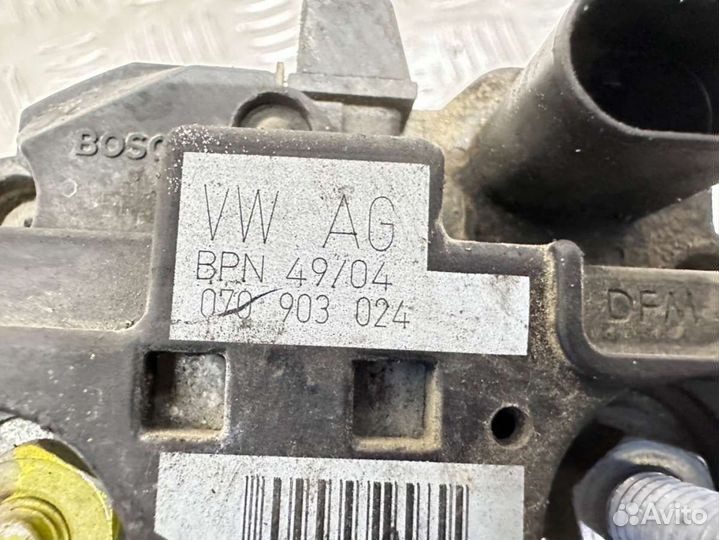 BOSC
VW AG
BPN 49/04
070 903 024
DFM
Avito